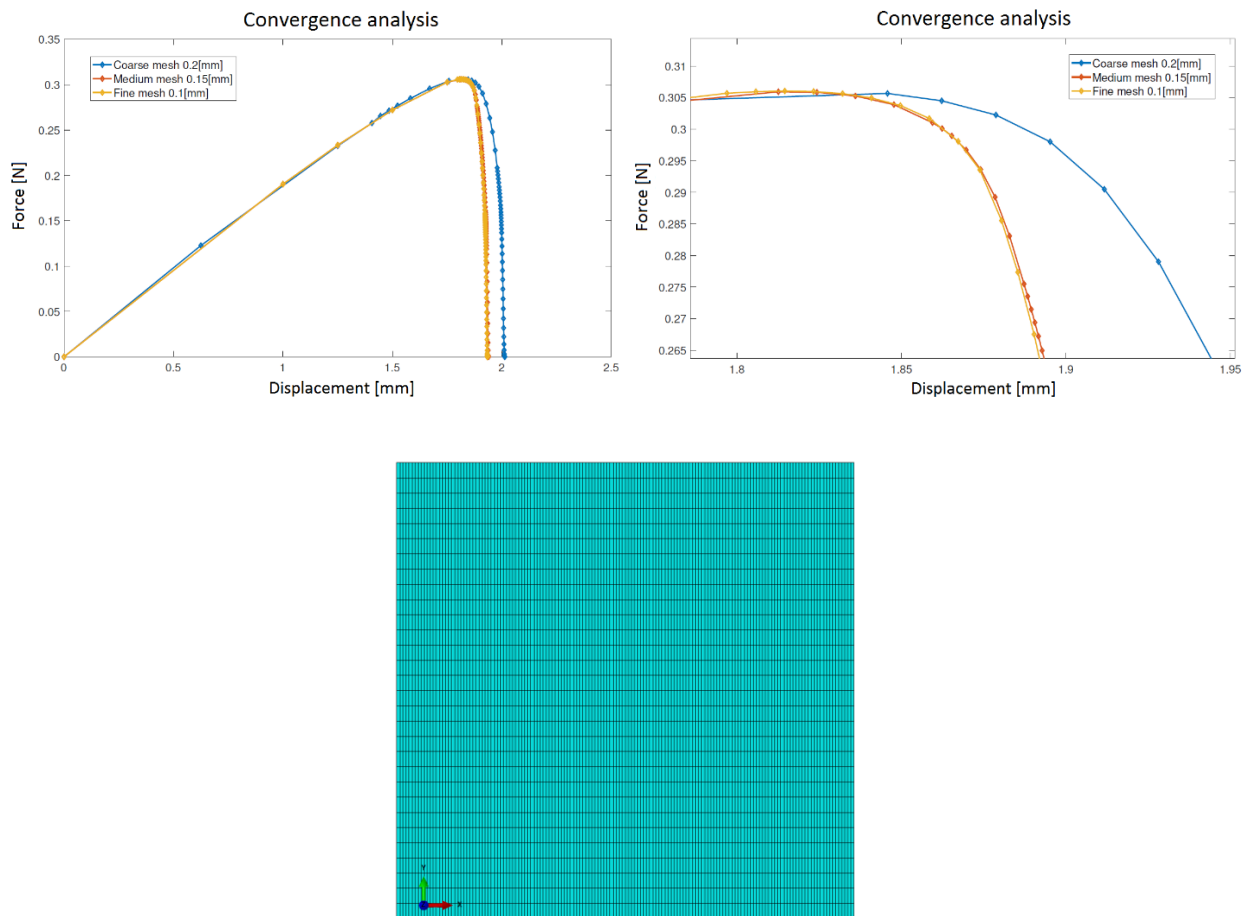 Convergence analysis
0.35
0.3
0.25
0.2
0.15
0.1
0.05
0
Force [N]
Coarse mesh 0.2[mm]
Medium mesh 0.15[mm]
Fine mesh 0.1[mm]
0
0.5
1
1.5
2
2.5
Displacement [mm]
Convergence analysis
0.31
0.305
0.3
0.295
0.29
0.285
0.28
0.275
0.27
0.265
Force [N]
Coarse mesh 0.2[mm]
Medium mesh 0.15[mm]
Fine mesh 0.1[mm]
1.8
1.85
1.9
1.95
Displacement [mm]
Y
X